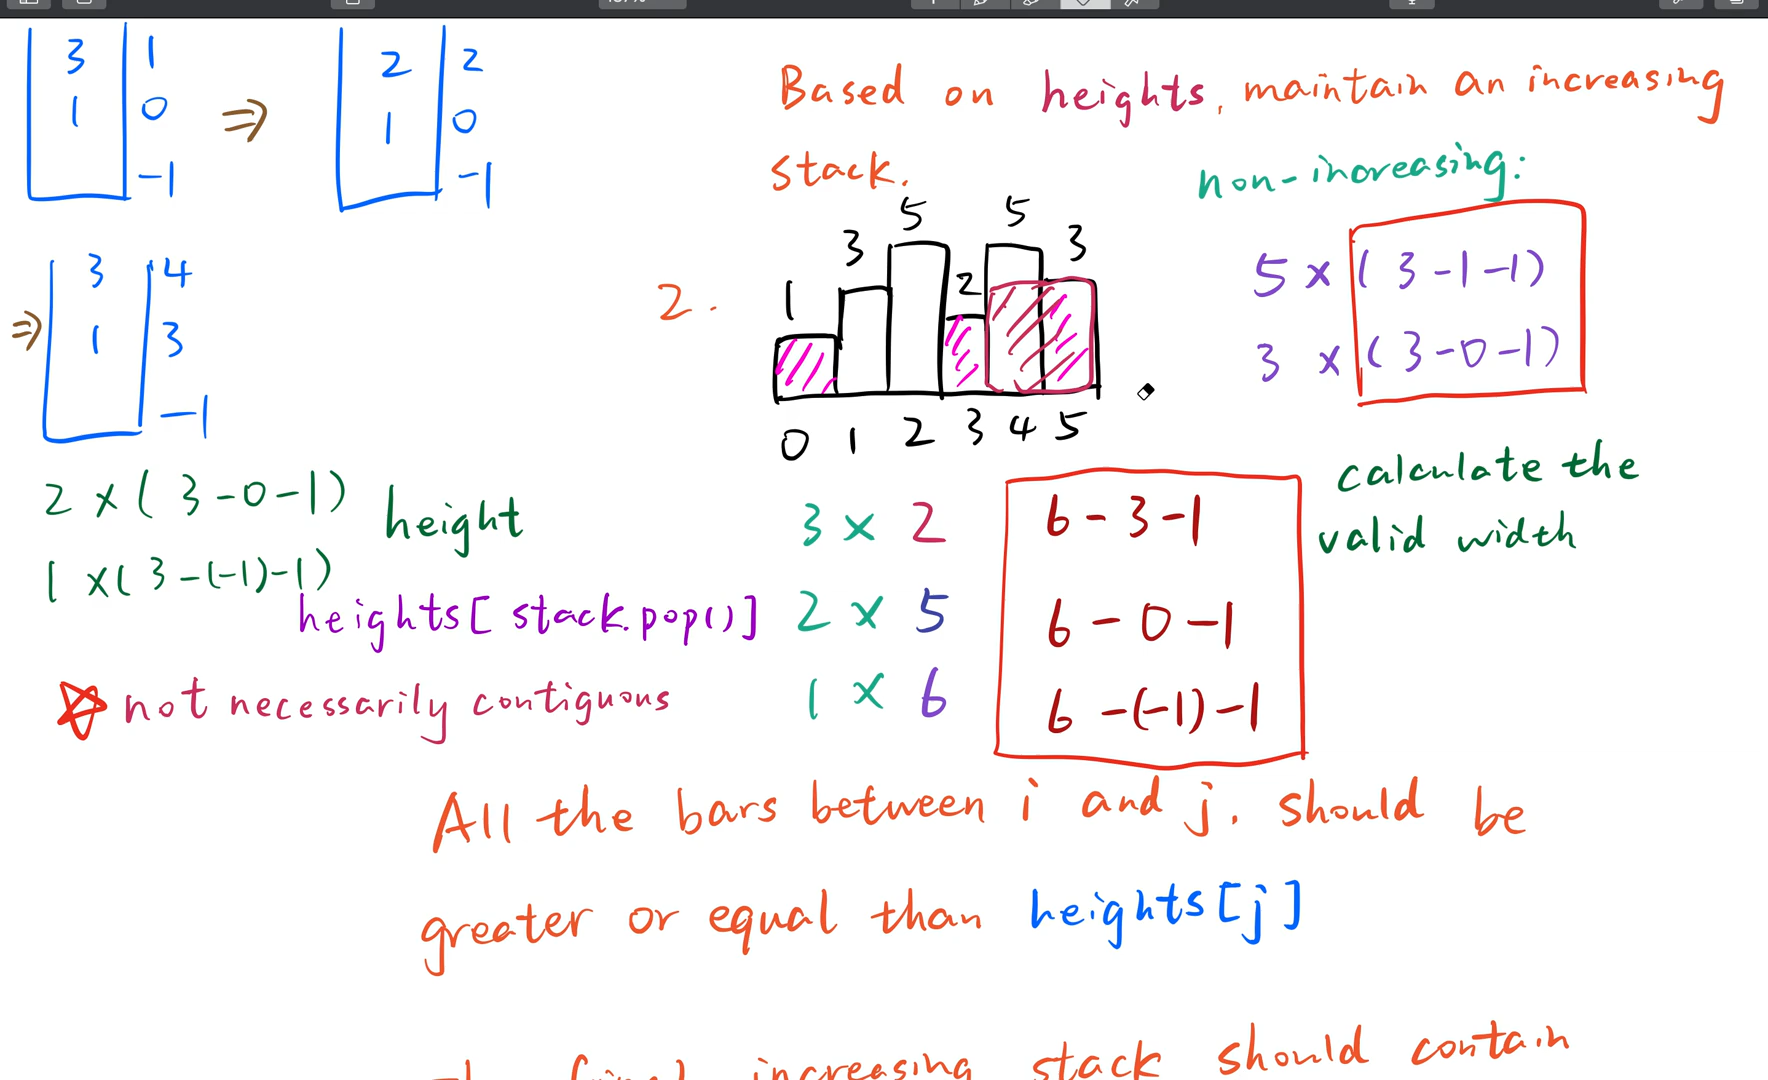 3 1
1 0
-1
⇒
2 2
1 0
-1
⇒
3 4
1 3
-1
2 x ( 3 - 0 - 1 )
1 x ( 3 - (-1) - 1 )
height
heights [ stack.pop() ]
not necessarily contiguous
Based on heights, maintain an increasing
stack.
non-increasing:
2.
1 3 5 2 5 3
0 1 2 3 4 5
5 x ( 3 - 1 - 1 )
3 x ( 3 - 0 - 1 )
calculate the
valid width
3 x 2 6 - 3 - 1
2 x 5 6 - 0 - 1
1 x 6 6 - (-1) - 1
All the bars between i and j. should be
greater or equal than heights [ j ]
increasing stack should contain